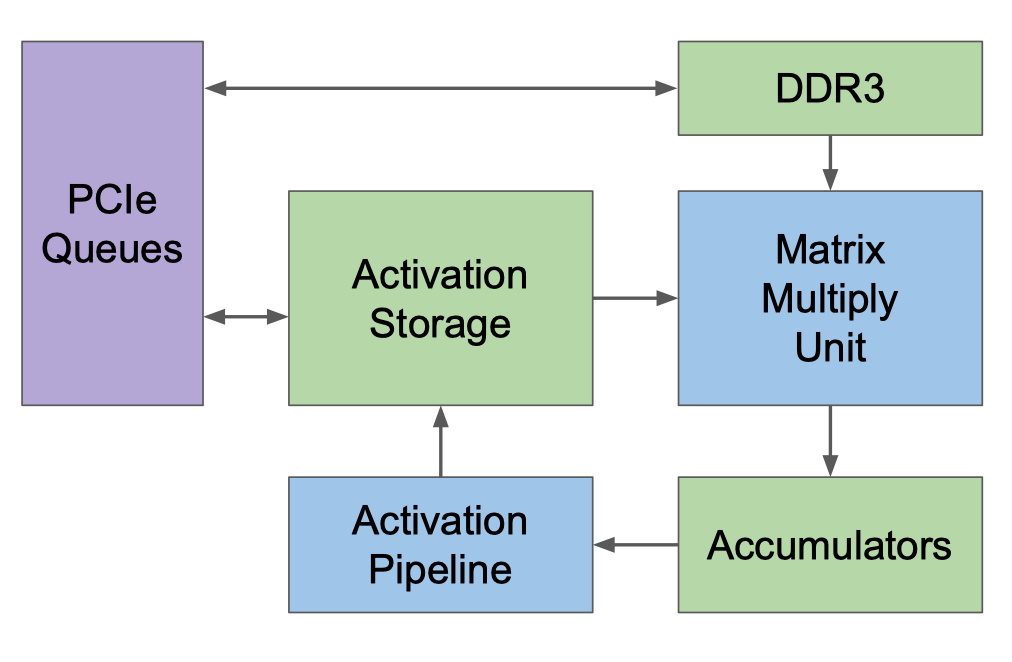 PCIe
Queues
DDR3
Activation
Storage
Matrix
Multiply
Unit
Activation
Pipeline
Accumulators